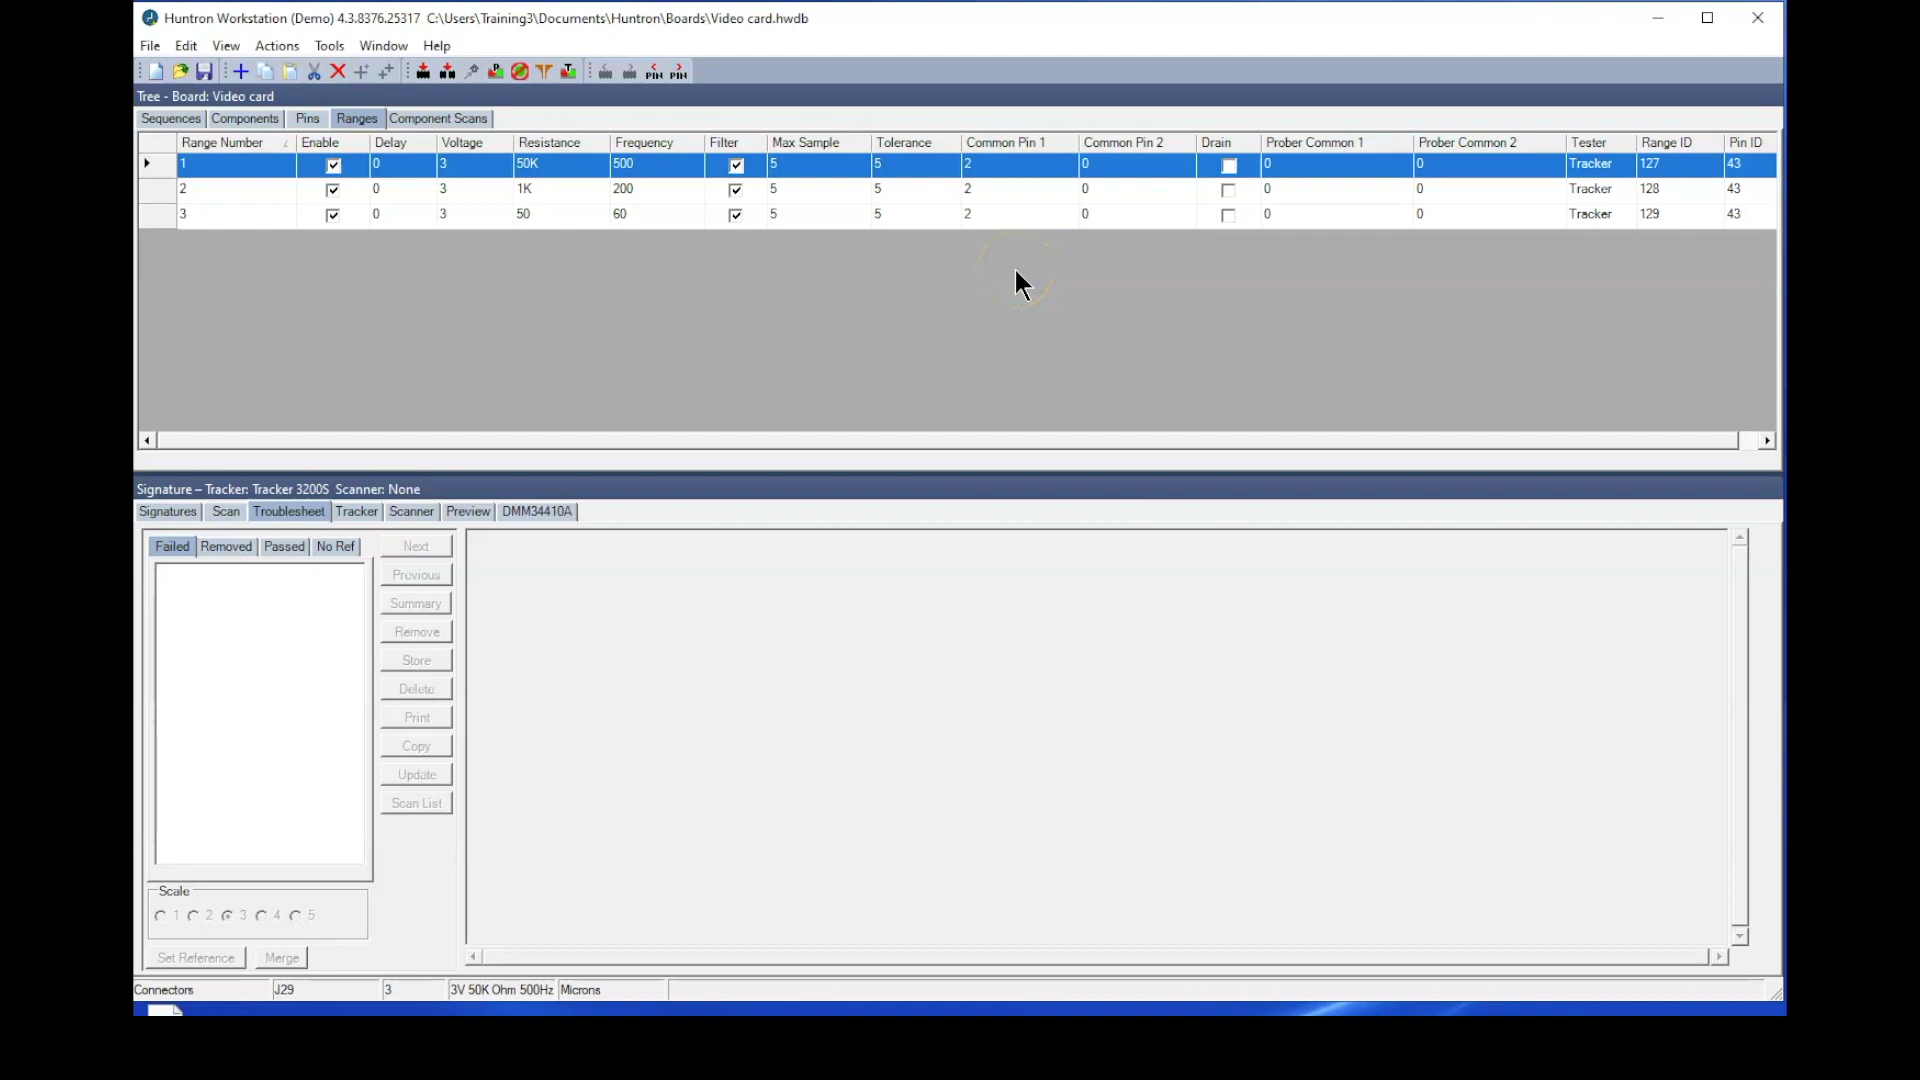 Huntron Workstation (Demo) 4.3.8376.25317 C:\Users\Training3\Documents\Huntron\Boards\Video card.hwdb
File Edit View Actions Tools Window Help
PIN PIN
Tree - Board: Video card
Sequences Components Pins Ranges Component Scans
Range Number Enable Delay Voltage Resistance Frequency Filter Max Sample Tolerance Common Pin 1 Common Pin 2 Drain Prober Common 1 Prober Common 2 Tester Range ID Pin ID
1 0 3 50K 500 5 5 2 0 0 0 Tracker 127 43
2 0 3 1K 200 5 5 2 0 0 0 Tracker 128 43
3 0 3 50 60 5 5 2 0 0 0 Tracker 129 43
Signature – Tracker: Tracker 3200S Scanner: None
Signatures Scan Troublesheet Tracker Scanner Preview DMM34410A
Failed Removed Passed No Ref
Next
Previous
Summary
Remove
Store
Delete
Print
Copy
Update
Scan List
Scale
1 2 3 4 5
Set Reference Merge
Connectors J29 3 3V 50K Ohm 500Hz Microns